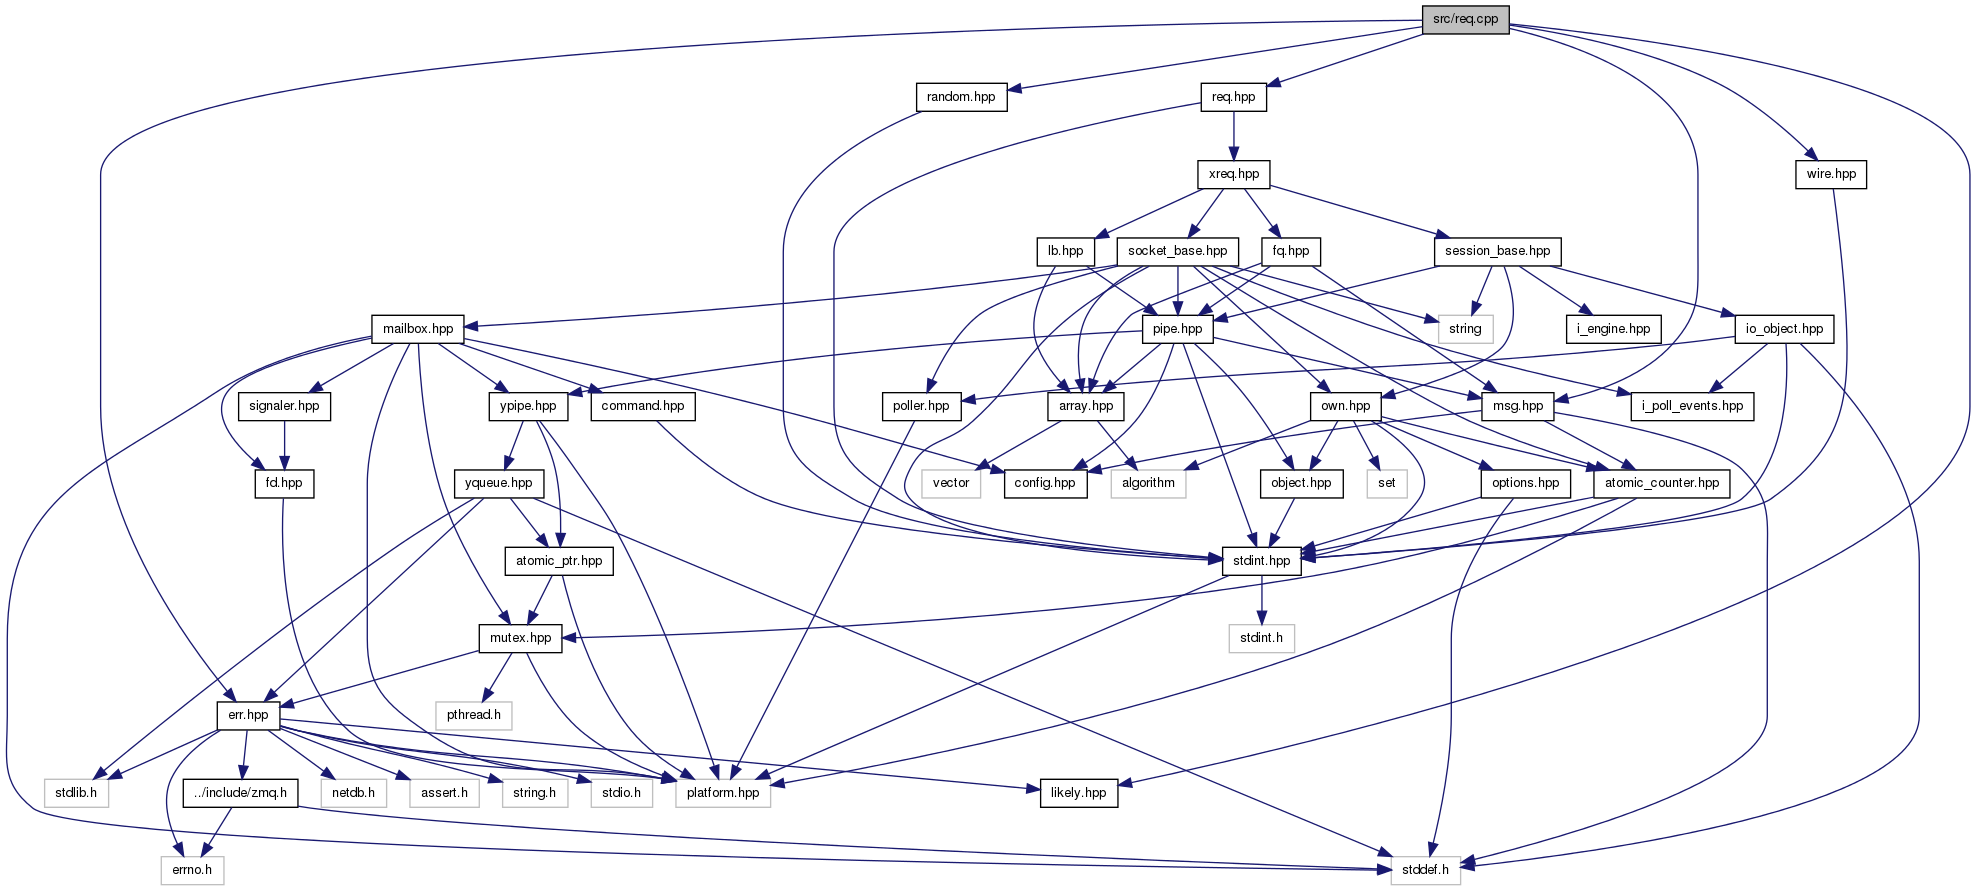 src/req.cpp
random.hpp
req.hpp
xreq.hpp
wire.hpp
lb.hpp
socket_base.hpp
fq.hpp
session_base.hpp
mailbox.hpp
pipe.hpp
string
i_engine.hpp
io_object.hpp
signaler.hpp
ypipe.hpp
command.hpp
poller.hpp
array.hpp
own.hpp
msg.hpp
i_poll_events.hpp
fd.hpp
yqueue.hpp
vector
config.hpp
algorithm
object.hpp
set
options.hpp
atomic_counter.hpp
atomic_ptr.hpp
stdint.hpp
mutex.hpp
stdint.h
err.hpp
pthread.h
stdlib.h
../include/zmq.h
netdb.h
assert.h
string.h
stdio.h
platform.hpp
likely.hpp
errno.h
stddef.h